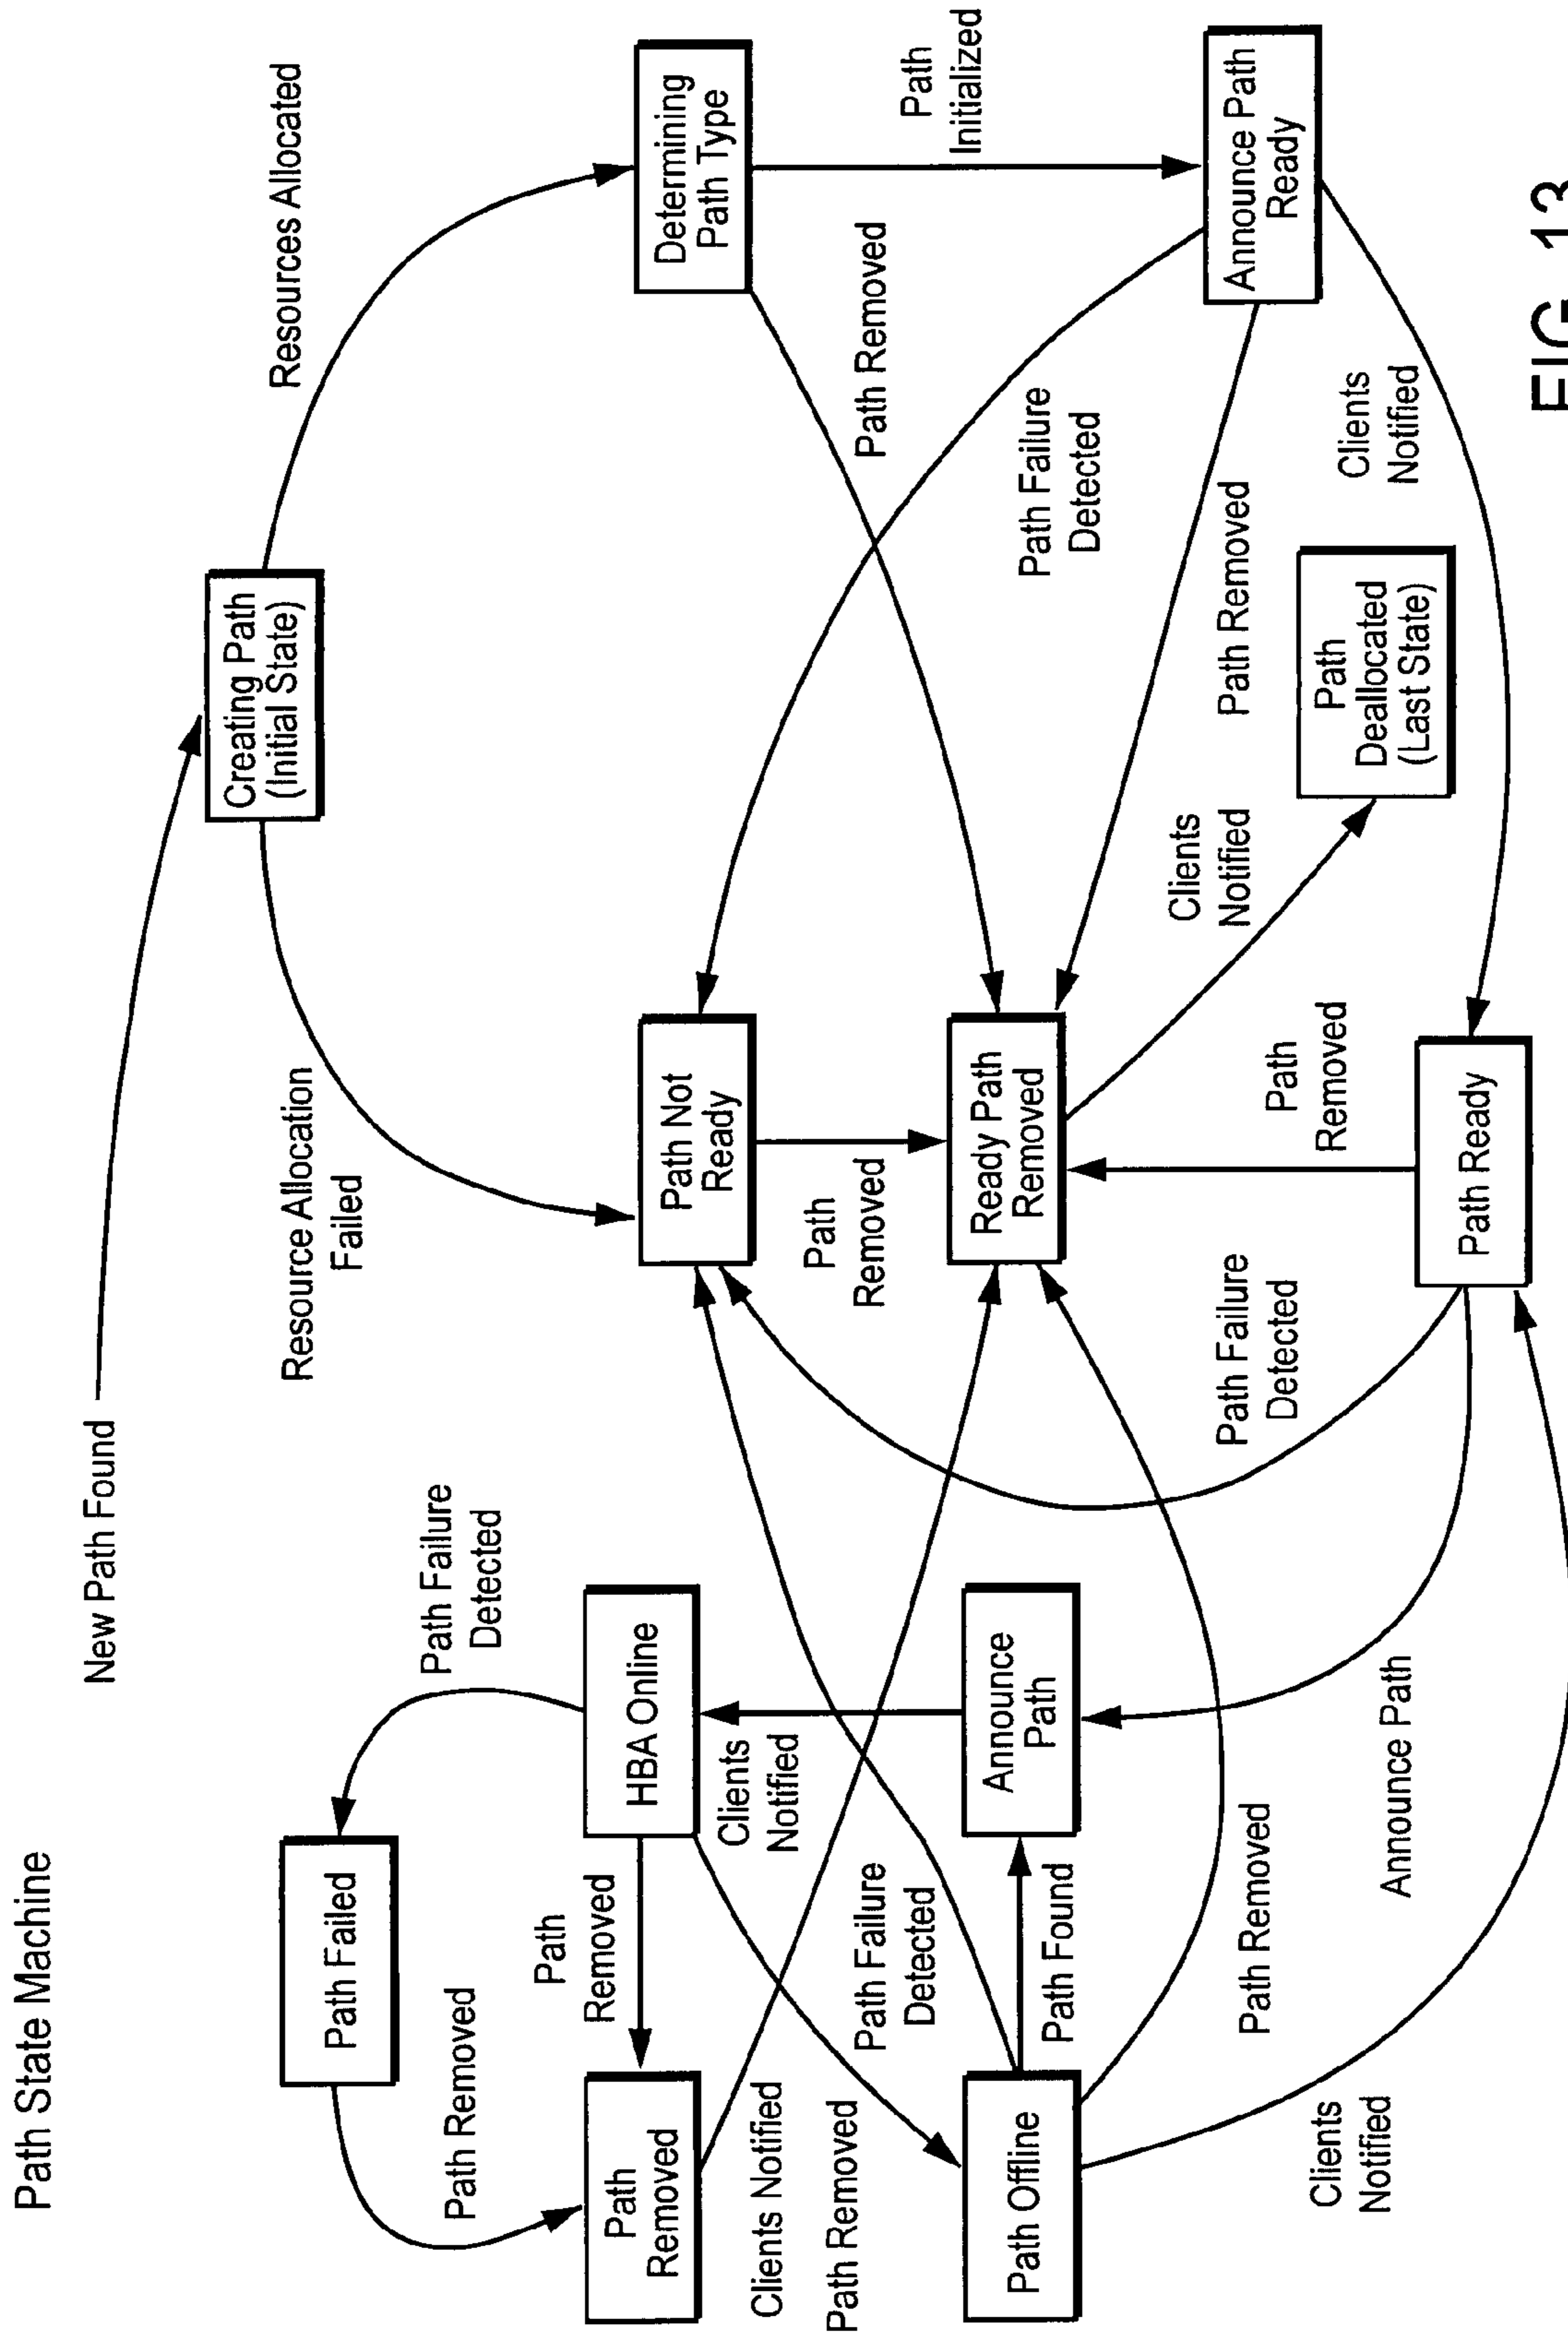 Path State Machine
New Path Found
Creating Path
(Initial State)
Resources Allocated
Resource Allocation
Failed
Path Failure
Detected
Path Failed
Path Removed
HBA Online
Path
Removed
Path
Removed
Clients
Notified
Path Not
Ready
Determining
Path Type
Path
Initialized
Path Removed
Path
Removed
Clients Notified
Path Removed
Path Failure
Detected
Path Offline
Path Found
Announce
Path
Ready Path
Removed
Path Failure
Detected
Path Removed
Announce Path
Ready
Clients
Notified
Path
Deallocated
(Last State)
Clients
Notified
Path
Removed
Path Failure
Detected
Path Removed
Announce Path
Clients
Notified
Path Ready
FIG. 13